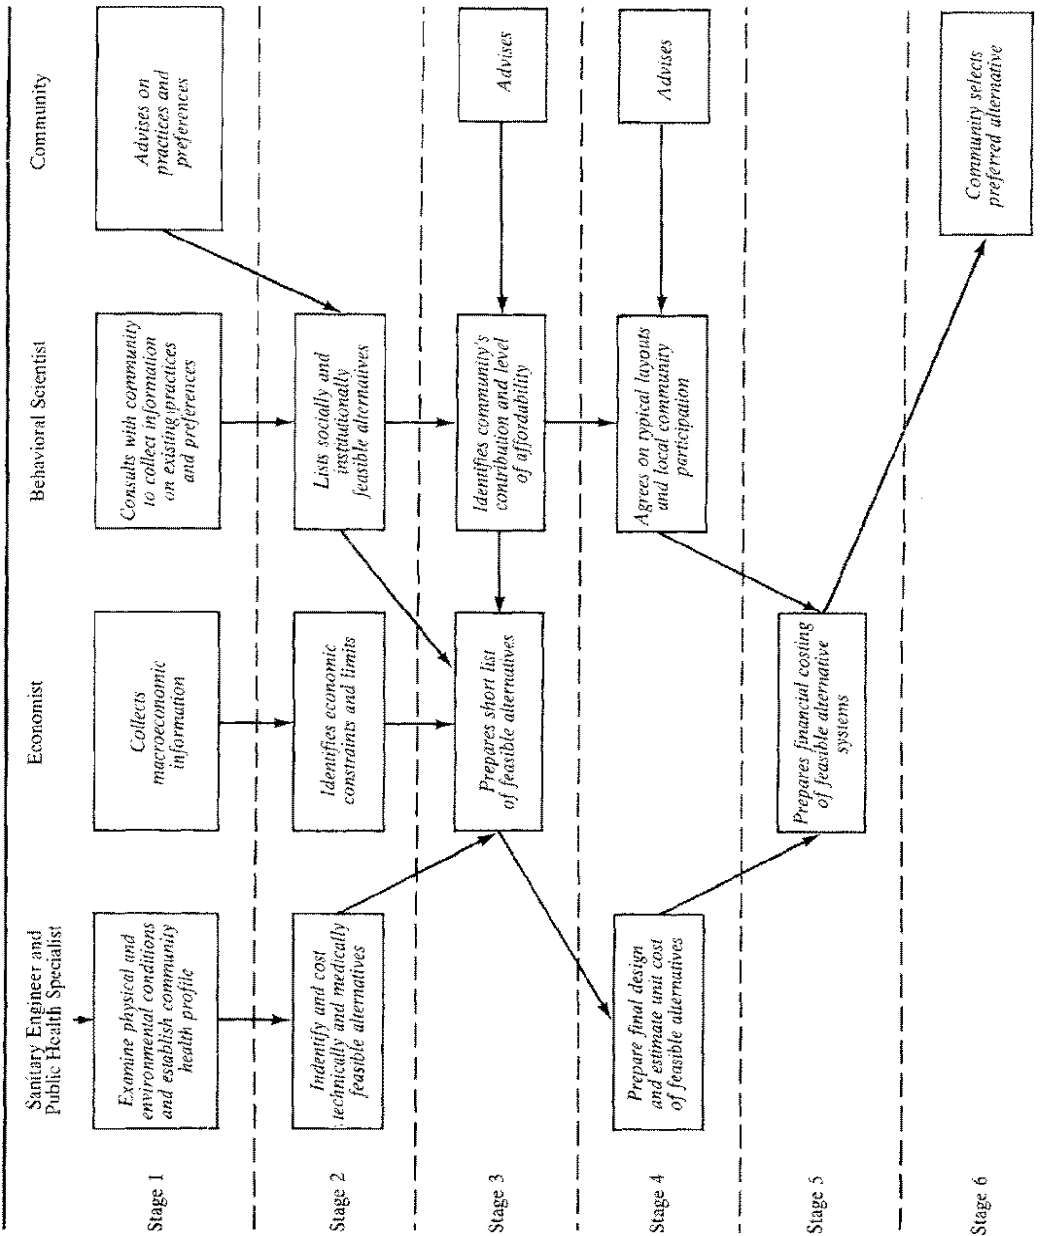 Sanitary Engineer and
Public Health Specialist
Economist
Behavioral Scientist
Community
Stage 1
Examine physical and
environmental conditions
and establish community
health profile
Collects
macroeconomic
information
Consults with community
to collect information
on existing practices
and preferences
Advises on
practices and
preferences
Stage 2
Indentify and cost
technically and medically
feasible alternatives
Identifies economic
constraints and limits
Lists socially and
institutionally
feasible alternatives
Stage 3
Prepares short list
of feasible alternatives
Identifies community's
contribution and level
of affordability
Advises
Stage 4
Prepare final design
and estimate unit cost
of feasible alternatives
Agrees on typical layouts
and local community
participation
Advises
Stage 5
Prepares financial costing
of feasible alternative
systems
Stage 6
Community selects
preferred alternative